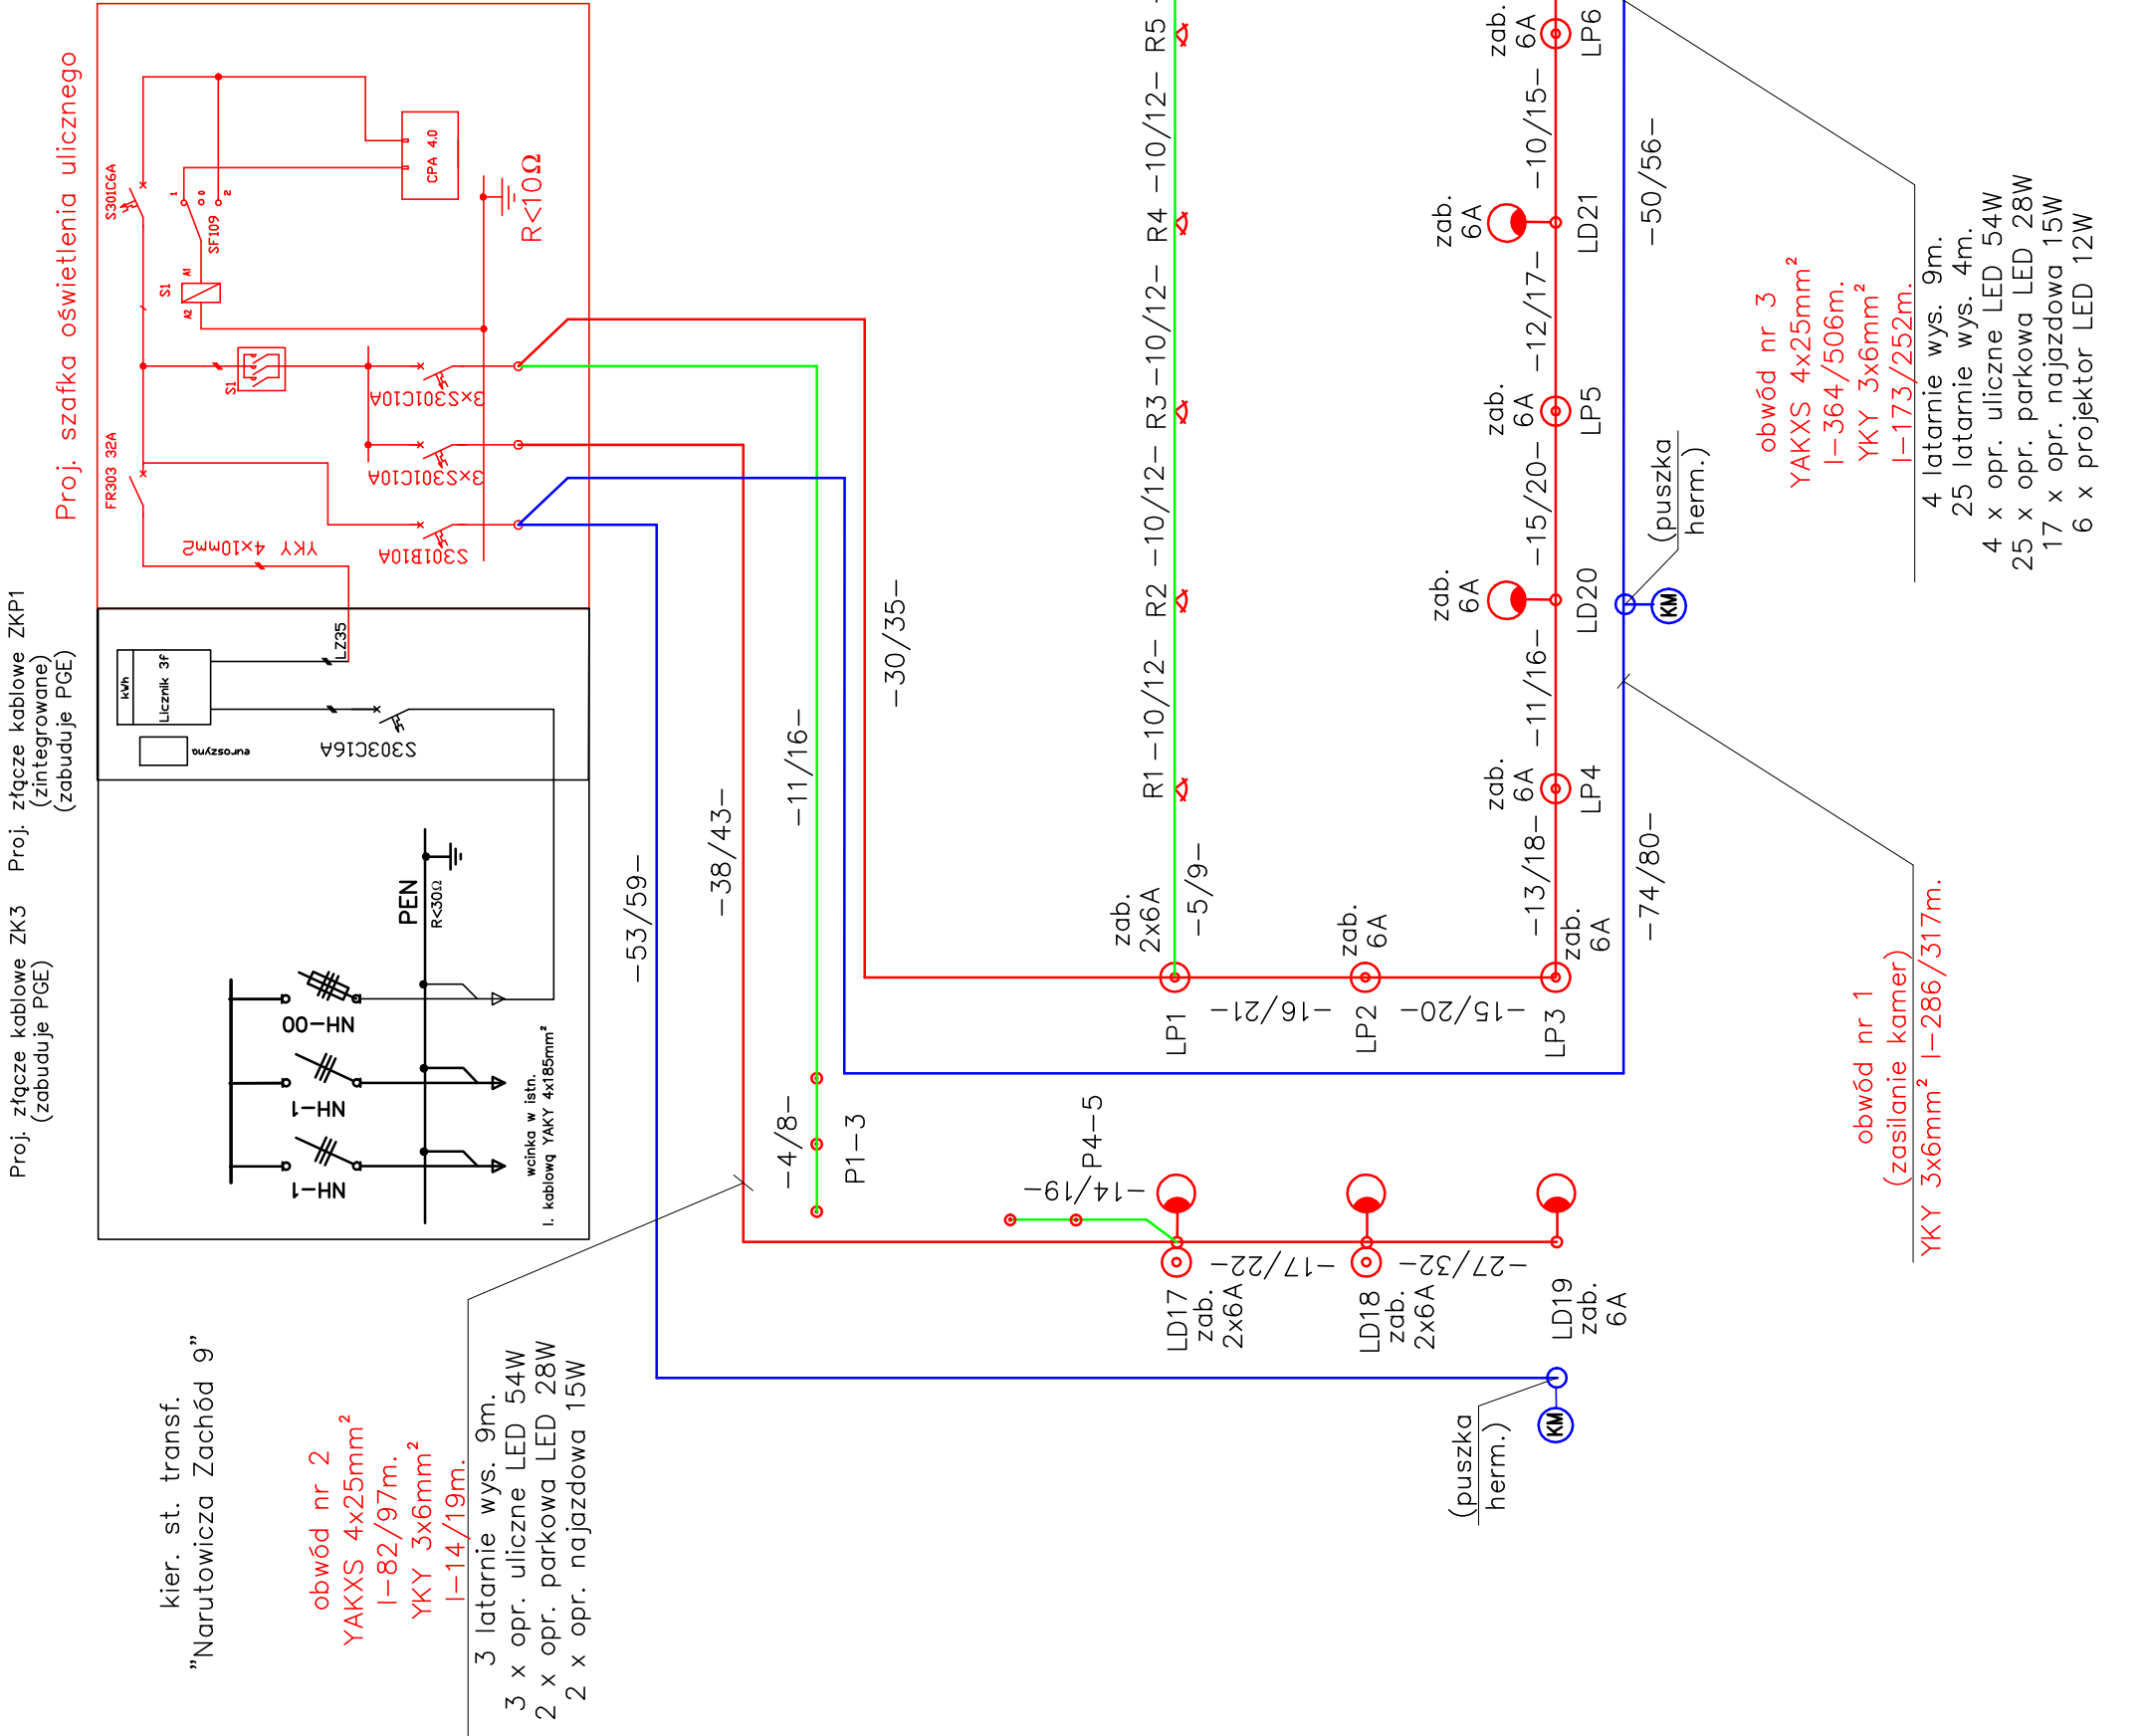 Proj. złącze kablowe ZK3
(zabuduje PGE)
Proj. złącze kablowe ZKP1
(zintegrowane)
(zabuduje PGE)
Proj. szafka oświetlenia ulicznego
kWh
Licznik 3f
euroszyna
LZ35
S303C16A
YKY 4x10mm2
FR303 32A
S301C6A
1
0.0
2
SF109
S1
A1
A2
CPA 4.0
R<10Ω
S1
3xS301C10A
3xS301C10A
S301B10A
PEN
R<30Ω
NH-00
NH-1
NH-1
wcinka w istn.
l. kablową YAKY 4x185mm²
kier. st. transf.
"Narutowicza Zachód 9"
obwód nr 2
YAKXS 4x25mm²
l-82/97m.
YKY 3x6mm²
l-14/19m.
3 latarnie wys. 9m.
3 x opr. uliczne LED 54W
2 x opr. parkowa LED 28W
2 x opr. najazdowa 15W
-53/59-
-38/43-
-11/16-
-30/35-
-4/8-
P1-3
P4-5
-14/19-
LD17
zab.
2x6A
-17/22-
LD18
zab.
2x6A
-27/32-
LD19
zab.
6A
(puszka
herm.)
KM
LP1
zab.
2x6A
-5/9-
-16/21-
LP2
zab.
6A
-15/20-
LP3
zab.
6A
R1
-10/12-
R2
-10/12-
R3
-10/12-
R4
-10/12-
R5
-13/18-
zab.
6A
LP4
-11/16-
zab.
6A
LD20
-15/20-
zab.
6A
LP5
-12/17-
zab.
6A
LD21
-10/15-
zab.
6A
LP6
-74/80-
-50/56-
KM
(puszka
herm.)
obwód nr 1
(zasilanie kamer)
YKY 3x6mm² l-286/317m.
obwód nr 3
YAKXS 4x25mm²
l-364/506m.
YKY 3x6mm²
l-173/252m.
4 latarnie wys. 9m.
25 latarnie wys. 4m.
4 x opr. uliczne LED 54W
25 x opr. parkowa LED 28W
17 x opr. najazdowa 15W
6 x projektor LED 12W